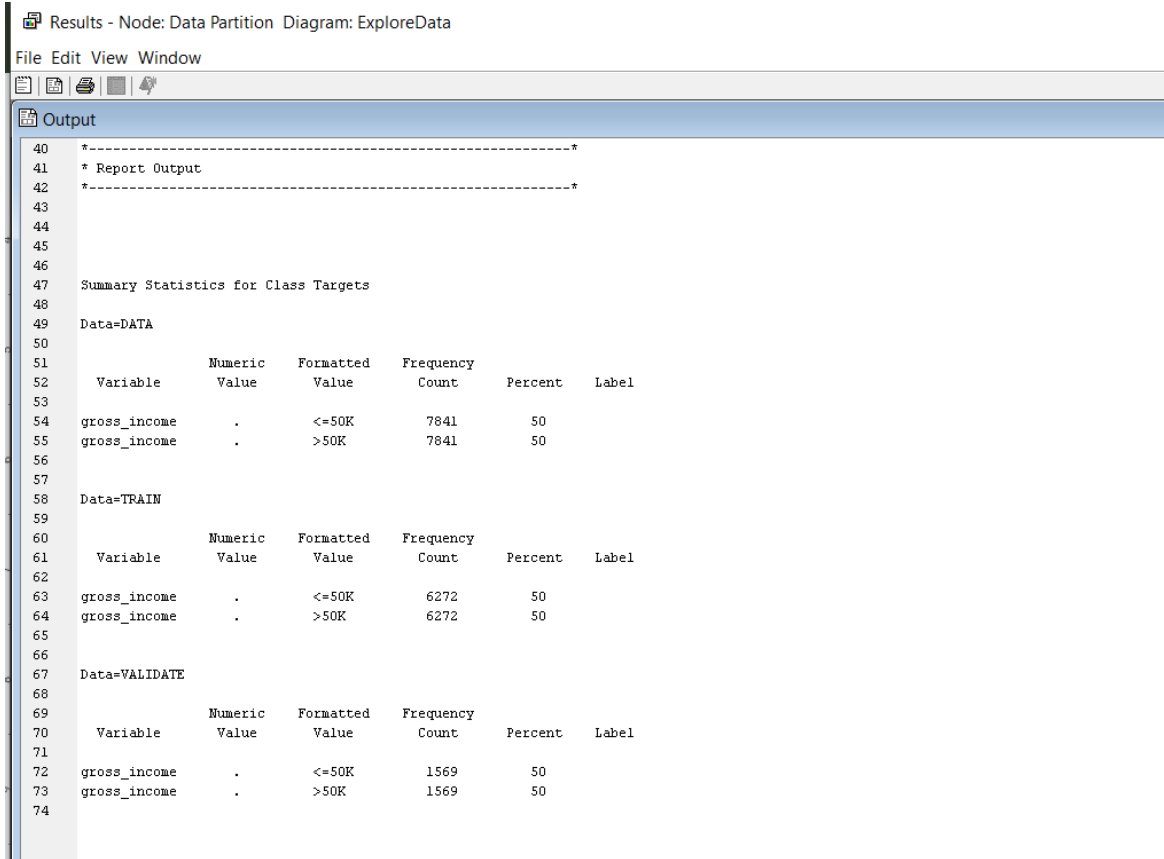 Results - Node: Data Partition Diagram: ExploreData
File Edit View Window
Output
40 *------------------------------------------------------------*
41 * Report Output
42 *------------------------------------------------------------*
43
44
45
46
47 Summary Statistics for Class Targets
48
49 Data=DATA
50
51 Numeric Formatted Frequency
52 Variable Value Value Count Percent Label
53
54 gross_income . <=50K 7841 50
55 gross_income . >50K 7841 50
56
57
58 Data=TRAIN
59
60 Numeric Formatted Frequency
61 Variable Value Value Count Percent Label
62
63 gross_income . <=50K 6272 50
64 gross_income . >50K 6272 50
65
66
67 Data=VALIDATE
68
69 Numeric Formatted Frequency
70 Variable Value Value Count Percent Label
71
72 gross_income . <=50K 1569 50
73 gross_income . >50K 1569 50
74